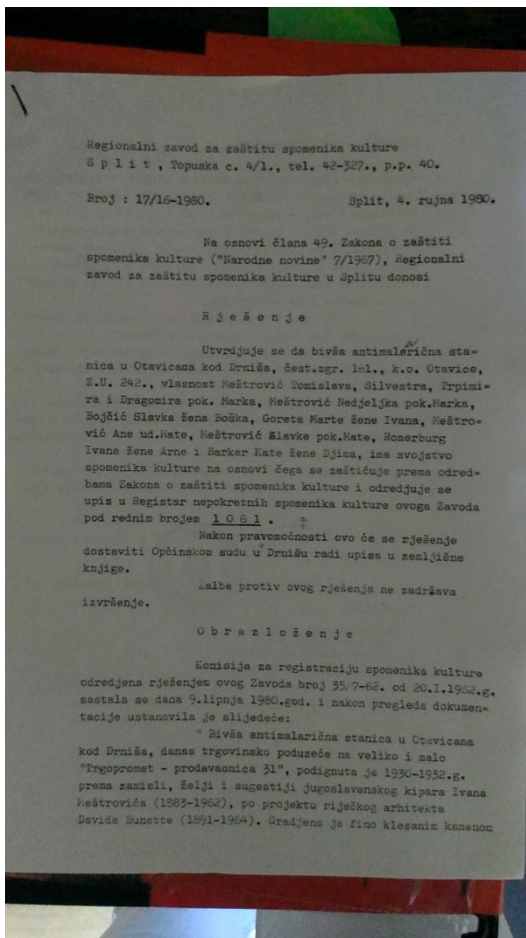 Regionalni zavod za zaštitu spomenika kulture
S p l i t , Topuska c. 4/1., tel. 42-327., p.p. 40.
Broj : 17/16-1980. Split, 4. rujna 1980.
Na osnovi člana 49. Zakona o zaštiti
spomenika kulture ("Narodne novine" 7/1967), Regionalni
zavod za zaštitu spomenika kulture u Splitu donosi
R j e š e n j e
Utvrdjuje se da bivša antimalarična sta=
nica u Otavicama kod Drniša, čest.zgr. 161., k.o. Otavice,
Z.U. 242., vlasnost Meštrović Tomislava, Silvestra, Trpimi=
ra i Dragomira pok. Marka, Meštrović Nedjeljka pok.Marka,
Bojčić Slavka žena Boška, Goreta Marte žene Ivana, Meštro=
vić Ane ud.Mate, Meštrović Slavke pok.Mate, Romerburg
Ivane žene Arne i Barker Kate žene Djima, ima svojstvo
spomenika kulture na osnovi čega se zaštićuje prema odred=
bama Zakona o zaštiti spomenika kulture i odredjuje se
upis u Registar nepokretnih spomenika kulture ovoga Zavoda
pod rednim brojem 1 0 6 1 .
Nakon pravomoćnosti ovo će se rješenje
dostaviti Općinskom sudu u Drnišu radi upisa u zemljišne
knjige.
Žalba protiv ovog rješenja ne zadržava
izvršenje.
O b r a z l o ž e n j e
Komisija za registraciju spomenika kulture
odredjena rješenjem ovog Zavoda broj 35/7-62. od 20.I.1962.g.
sastala se dana 9.lipnja 1980.god. i nakon pregleda dokumen=
tacije ustanovila je slijedeće:
" Bivša antimalarična stanica u Otavicama
kod Drniša, danas trgovinsko poduzeće na veliko i malo
"Trgopromet - prodavaonica 31", podignuta je 1930-1932.g.
prema zamisli, želji i sugestiji jugoslavenskog kipara Ivana
Meštrovića (1883-1962), po projektu riječkog arhitekta
Davida Bunette (1891-1964). Gradjena je fino klesanim kamenom